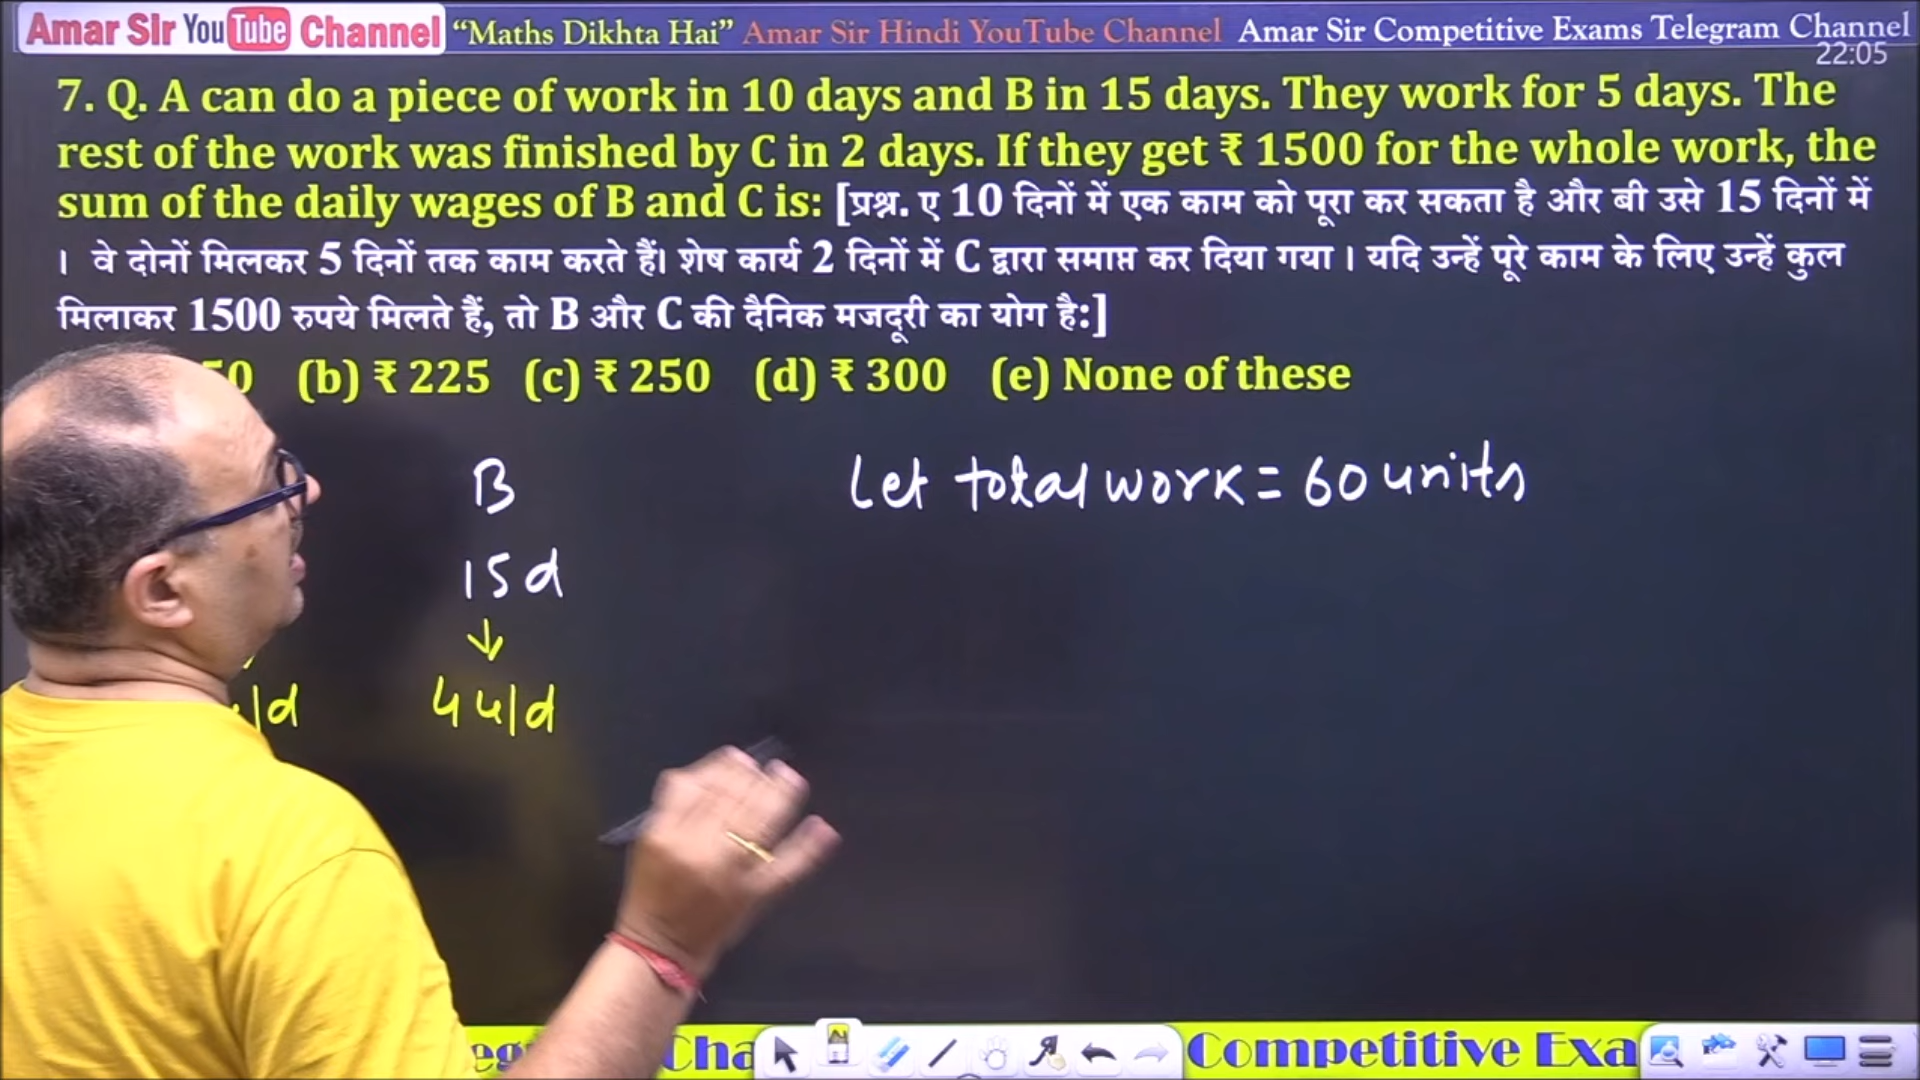 Amar Sir YouTube Channel "Maths Dikhta Hai" Amar Sir Hindi YouTube Channel Amar Sir Competitive Exams Telegram Channel
22:05
7. Q. A can do a piece of work in 10 days and B in 15 days. They work for 5 days. The
rest of the work was finished by C in 2 days. If they get ₹ 1500 for the whole work, the
sum of the daily wages of B and C is: [प्रश्न. ए 10 दिनों में एक काम को पूरा कर सकता है और बी उसे 15 दिनों में
। वे दोनों मिलकर 5 दिनों तक काम करते हैं। शेष कार्य 2 दिनों में C द्वारा समाप्त कर दिया गया । यदि उन्हें पूरे काम के लिए उन्हें कुल
मिलाकर 1500 रुपये मिलते हैं, तो B और C की दैनिक मजदूरी का योग है:]
50 (b) ₹ 225 (c) ₹ 250 (d) ₹ 300 (e) None of these
B Let total work = 60 units
15 d
/d 4u/d
Cha Competitive Exa